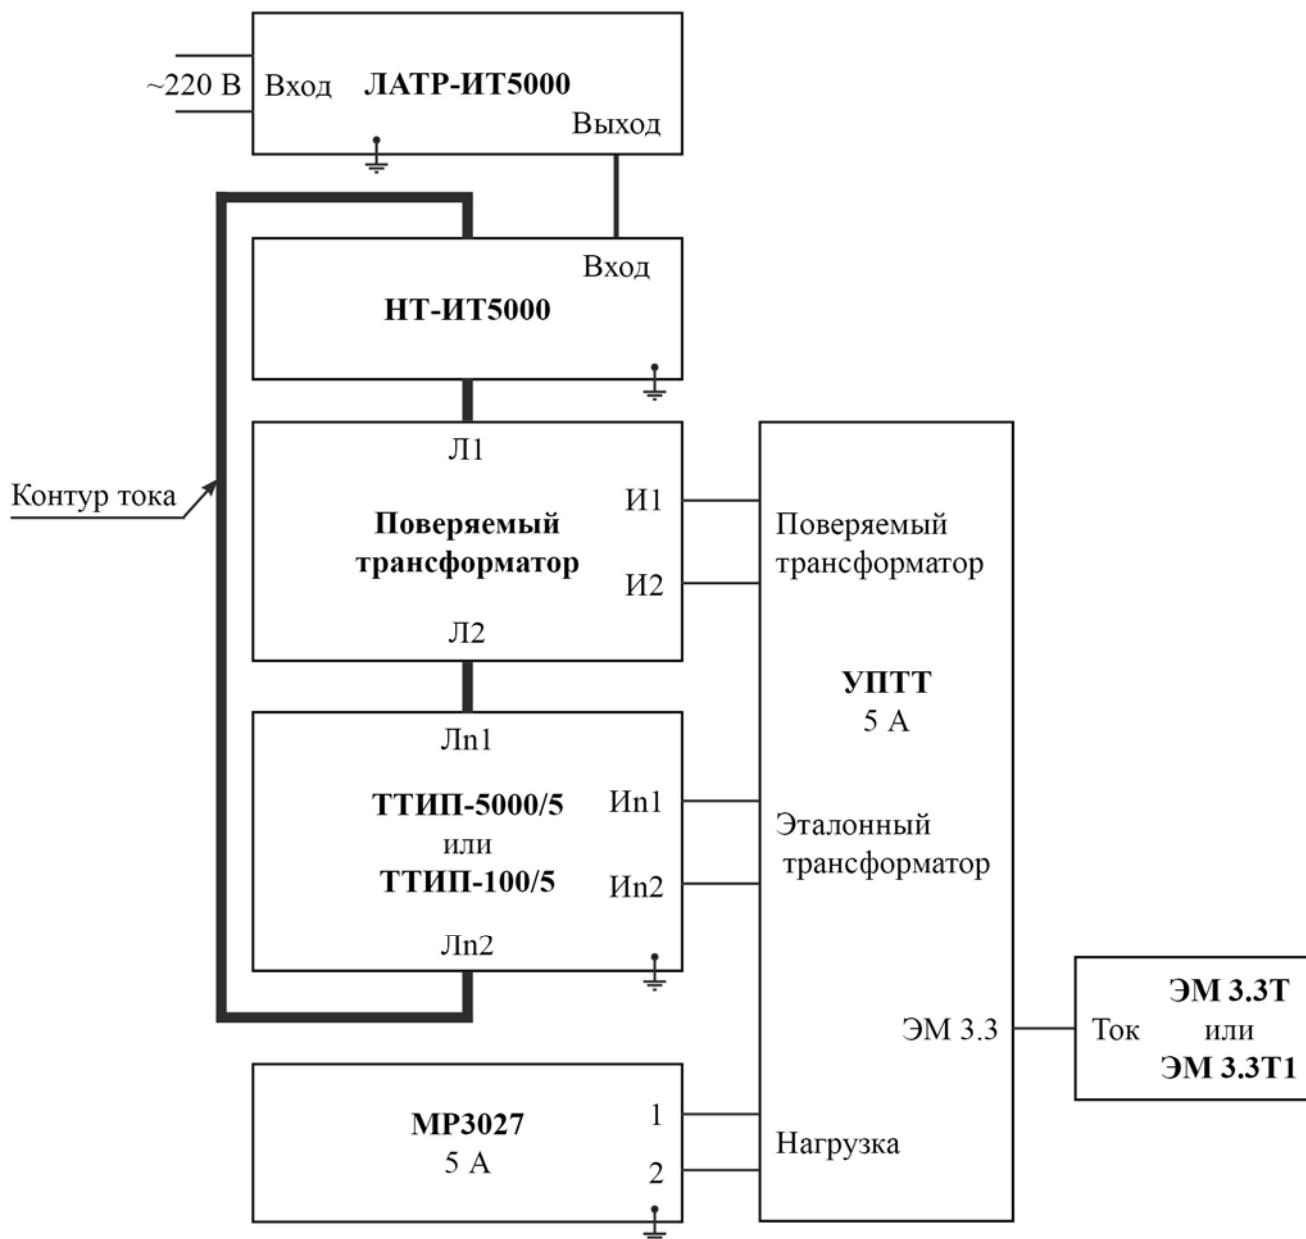 ~220 В
Вход
ЛАТР-ИТ5000
Выход
Вход
НТ-ИТ5000
Контур тока
Л1
И1
Поверяемый
трансформатор
И2
Л2
Лп1
ТТИП-5000/5
или
ТТИП-100/5
Ип1
Ип2
Лп2
МР3027
5 А
1
2
Поверяемый
трансформатор
УПТТ
5 А
Эталонный
трансформатор
ЭМ 3.3
Нагрузка
Ток
ЭМ 3.3Т
или
ЭМ 3.3Т1